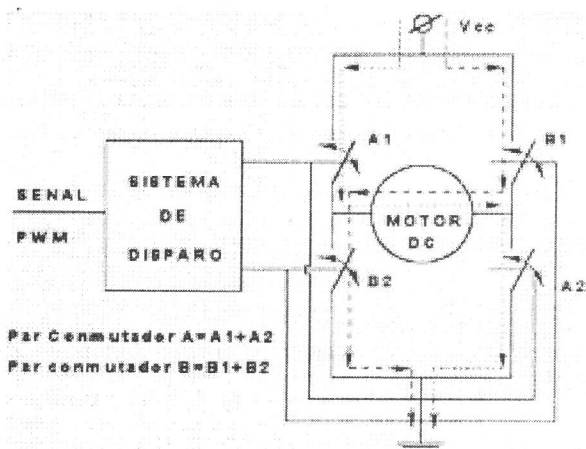 Vcc
A1
B1
SEÑAL
PWM
SISTEMA
DE
DISPARO
MOTOR
DC
B2
A2
Par Conmutador A=A1+A2
Par conmutador B=B1+B2